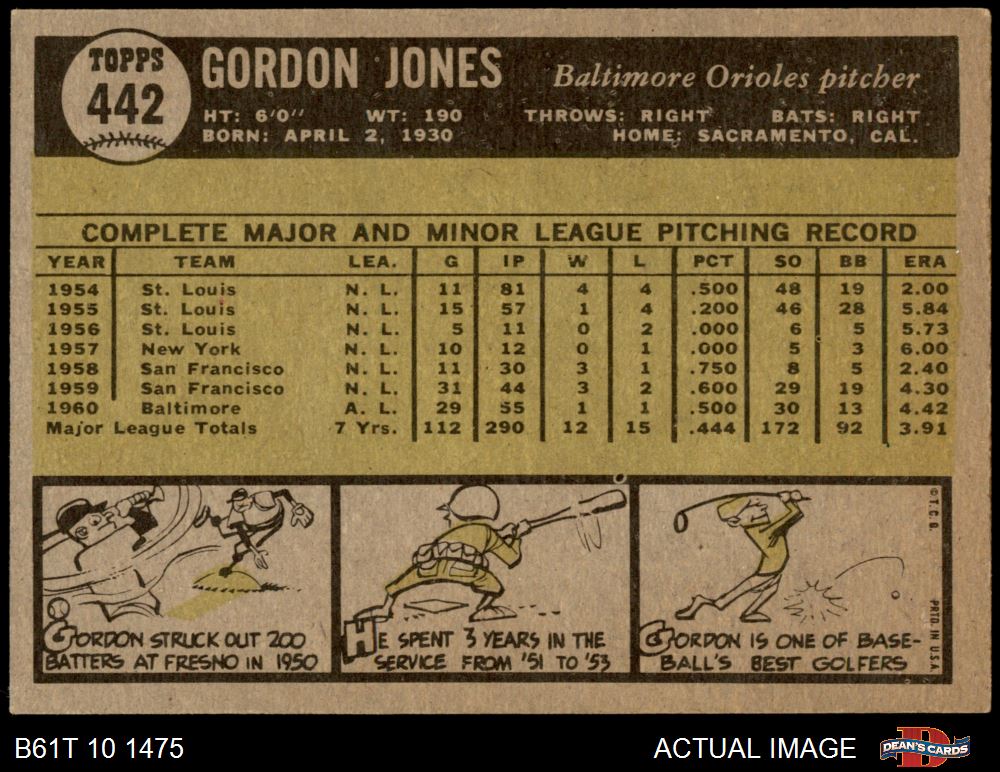 TOPPS
442
GORDON JONES
Baltimore Orioles pitcher
HT: 6'0" WT: 190 THROWS: RIGHT BATS: RIGHT
BORN: APRIL 2, 1930 HOME: SACRAMENTO, CAL.
COMPLETE MAJOR AND MINOR LEAGUE PITCHING RECORD
YEAR TEAM LEA. G IP W L PCT SO BB ERA
1954 St. Louis N. L. 11 81 4 4 .500 48 19 2.00
1955 St. Louis N. L. 15 57 1 4 .200 46 28 5.84
1956 St. Louis N. L. 5 11 0 2 .000 6 5 5.73
1957 New York N. L. 10 12 0 1 .000 5 3 6.00
1958 San Francisco N. L. 11 30 3 1 .750 8 5 2.40
1959 San Francisco N. L. 31 44 3 2 .600 29 19 4.30
1960 Baltimore A. L. 29 55 1 1 .500 30 13 4.42
Major League Totals 7 Yrs. 112 290 12 15 .444 172 92 3.91
GORDON STRUCK OUT 200
BATTERS AT FRESNO IN 1950
HE SPENT 3 YEARS IN THE
SERVICE FROM '51 TO '53
GORDON IS ONE OF BASE-
BALL'S BEST GOLFERS
© T. C. G.
PRTD. IN U.S.A.
B61T 10 1475
ACTUAL IMAGE
DEAN'S CARDS